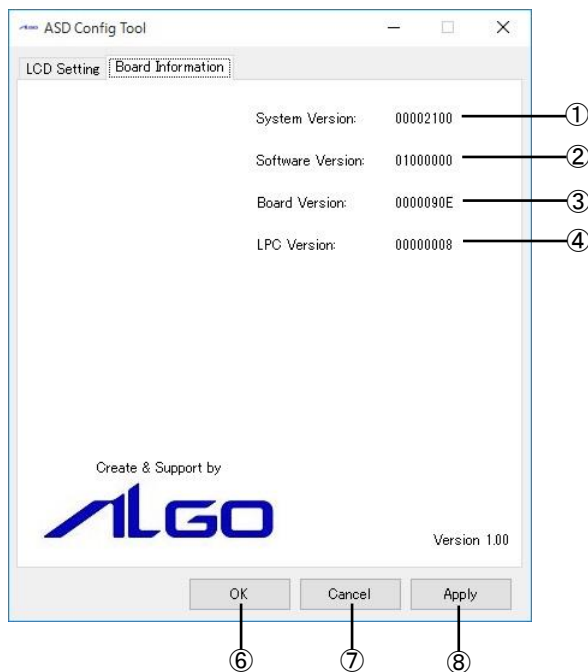 ASD Config Tool
LCD Setting Board Information
System Version: 00002100 ①
Software Version: 01000000 ②
Board Version: 0000090E ③
LPC Version: 00000008 ④
Create & Support by
ALGO
Version 1.00
OK Cancel Apply
⑥ ⑦ ⑧